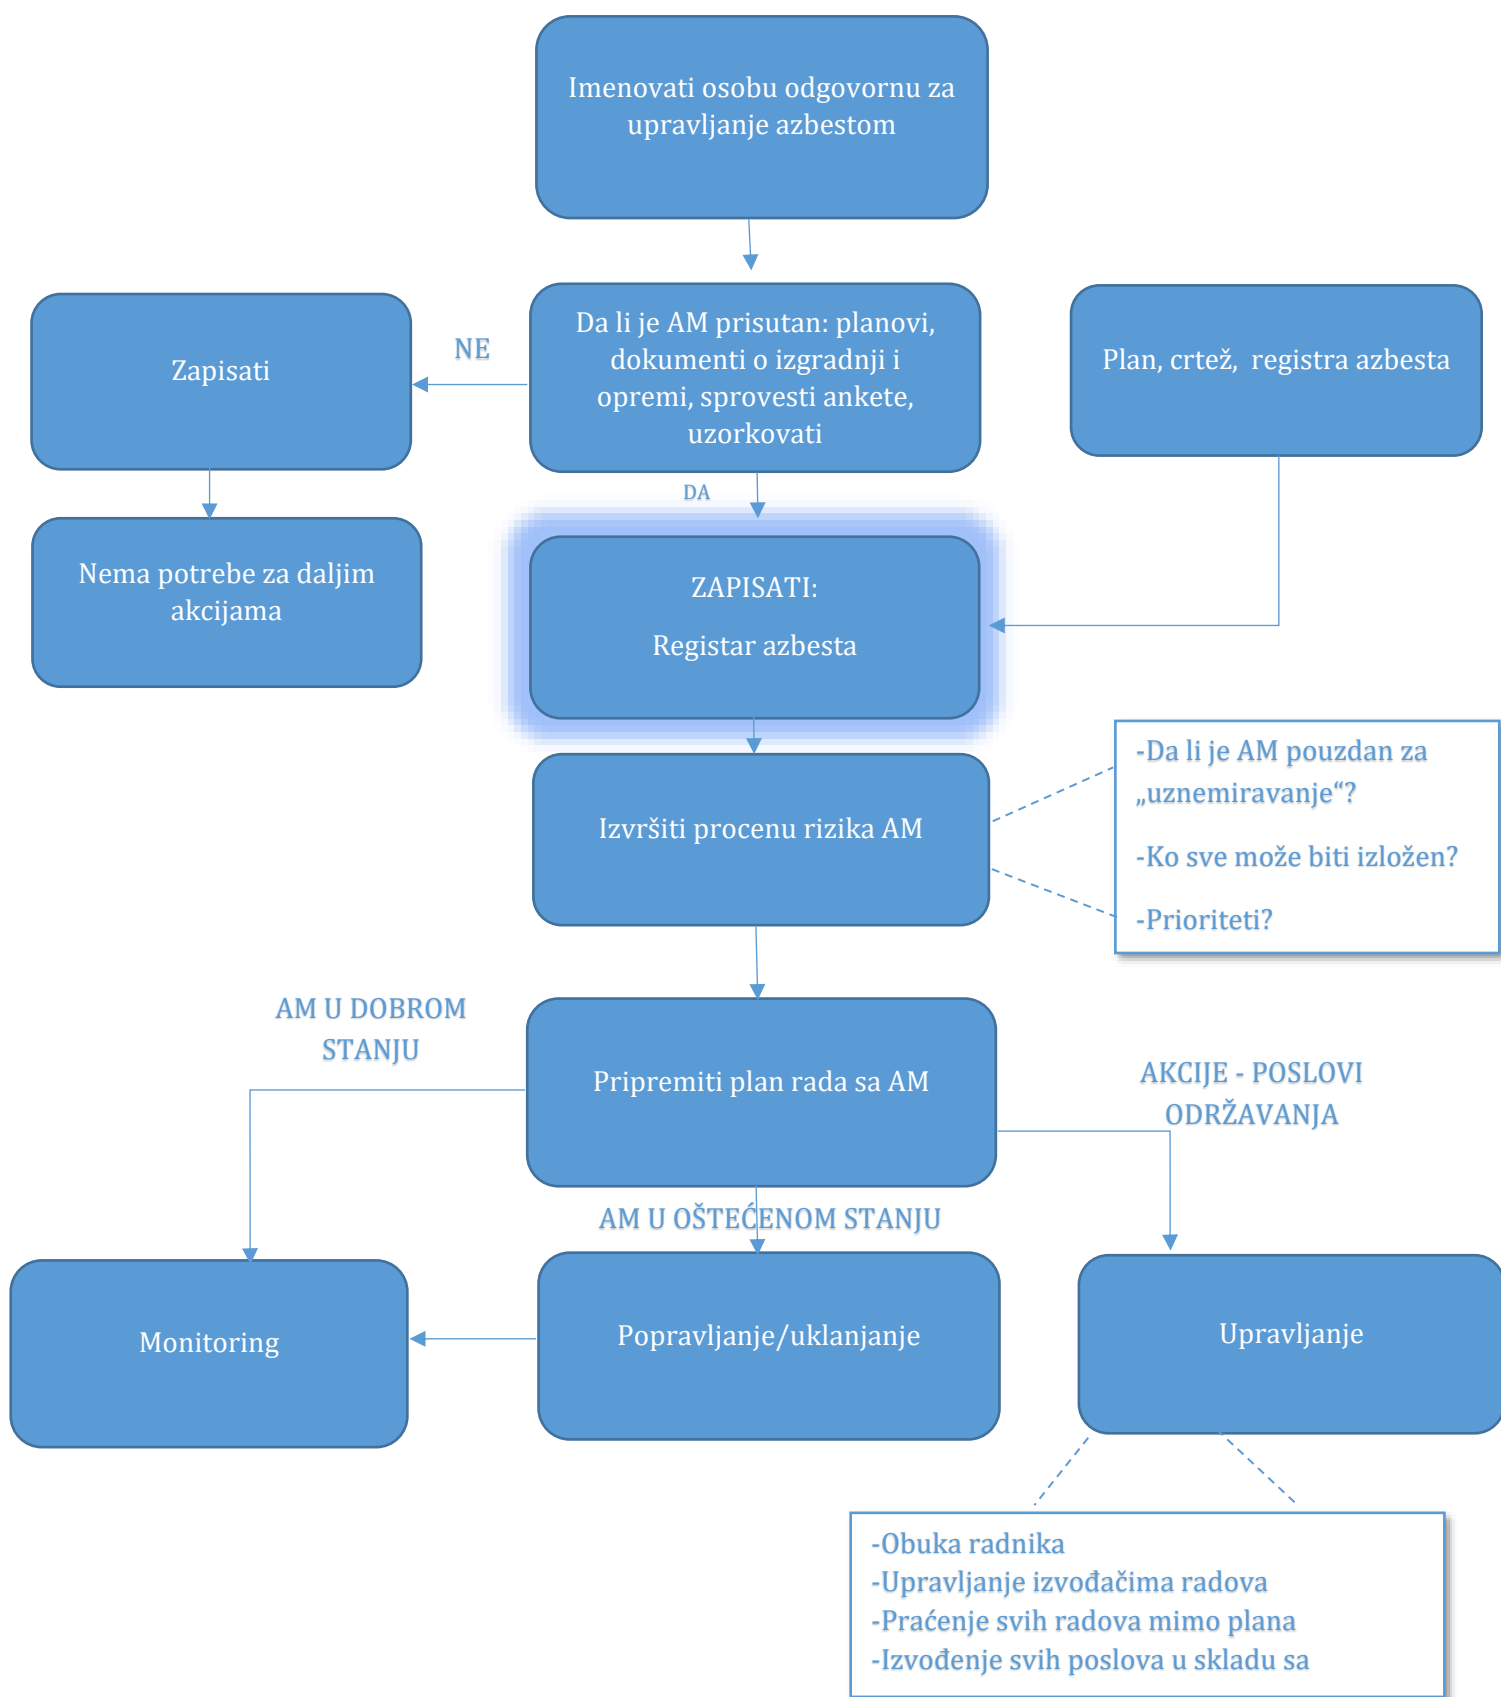 Imenovati osobu odgovornu za
upravljanje azbestom
Da li je AM prisutan: planovi,
dokumenti o izgradnji i
opremi, sprovesti ankete,
uzorkovati
NE
Zapisati
Plan, crtež,  registra azbesta
DA
Nema potrebe za daljim
akcijama
ZAPISATI:
Registar azbesta
-Da li je AM pouzdan za
„uznemiravanje“?
-Ko sve može biti izložen?
-Prioriteti?
Izvršiti procenu rizika AM
AM U DOBROM
STANJU
Pripremiti plan rada sa AM
AKCIJE - POSLOVI
ODRŽAVANJA
AM U OŠTEĆENOM STANJU
Monitoring
Popravljanje/uklanjanje
Upravljanje
-Obuka radnika
-Upravljanje izvođačima radova
-Praćenje svih radova mimo plana
-Izvođenje svih poslova u skladu sa